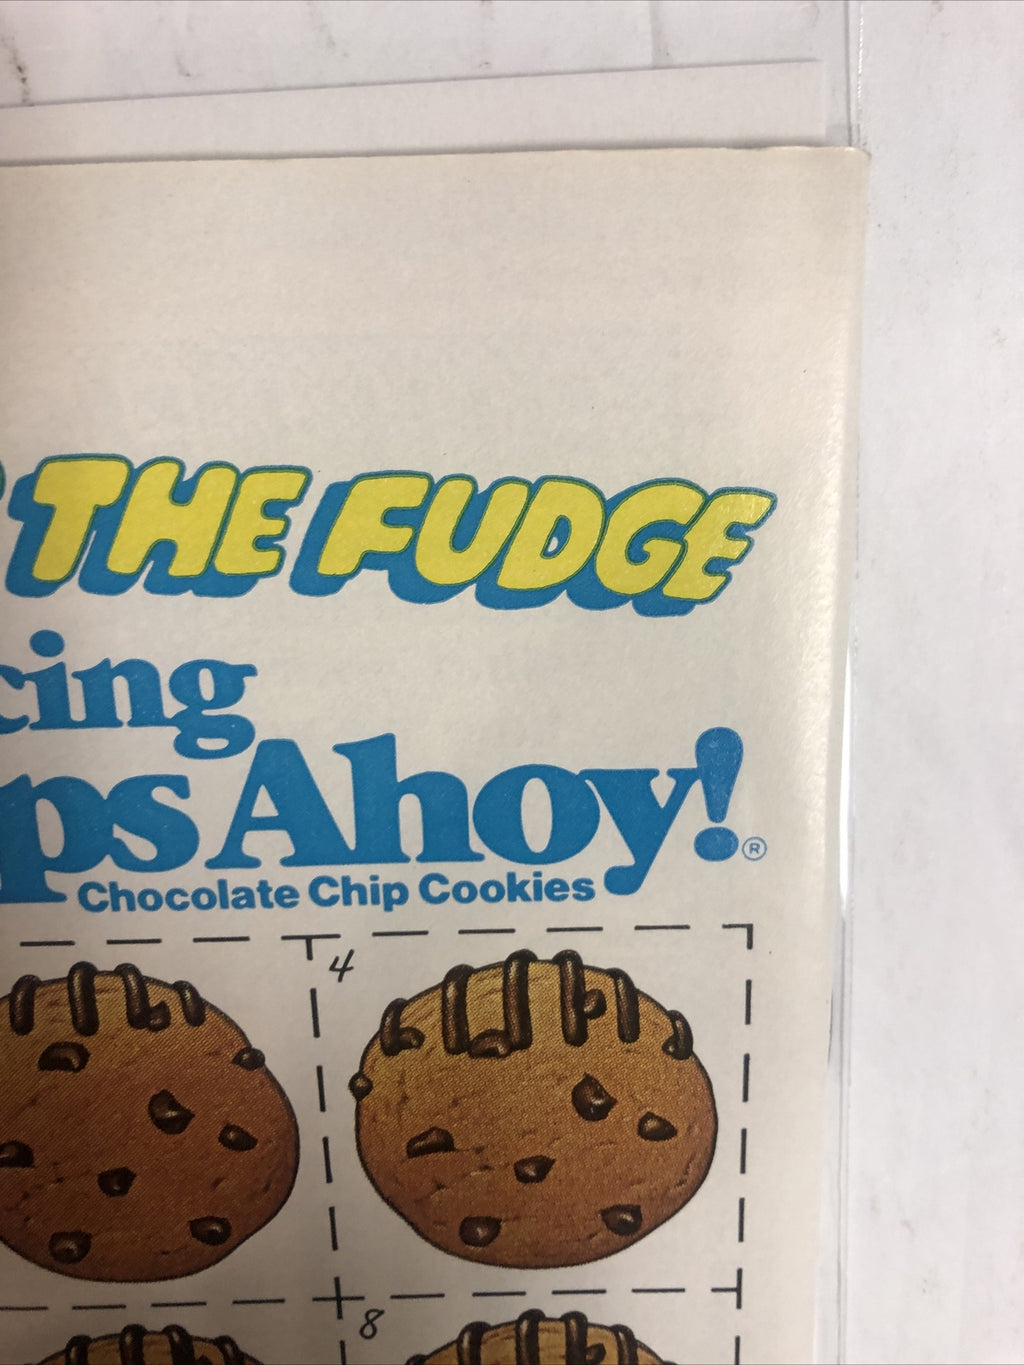 THE FUDGE
cing
ps Ahoy!®
Chocolate Chip Cookies
4
8